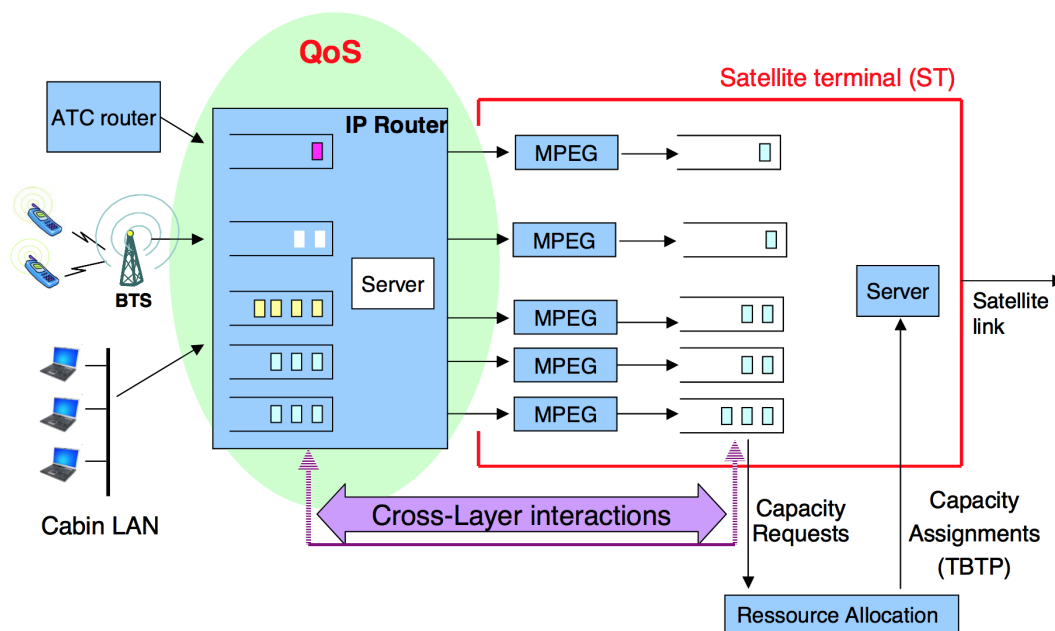 QoS
Satellite terminal (ST)
ATC router
IP Router
MPEG
MPEG
BTS
Server
Server
Satellite
link
MPEG
MPEG
MPEG
Cabin LAN
Cross-Layer interactions
Capacity
Requests
Capacity
Assignments
(TBTP)
Ressource Allocation